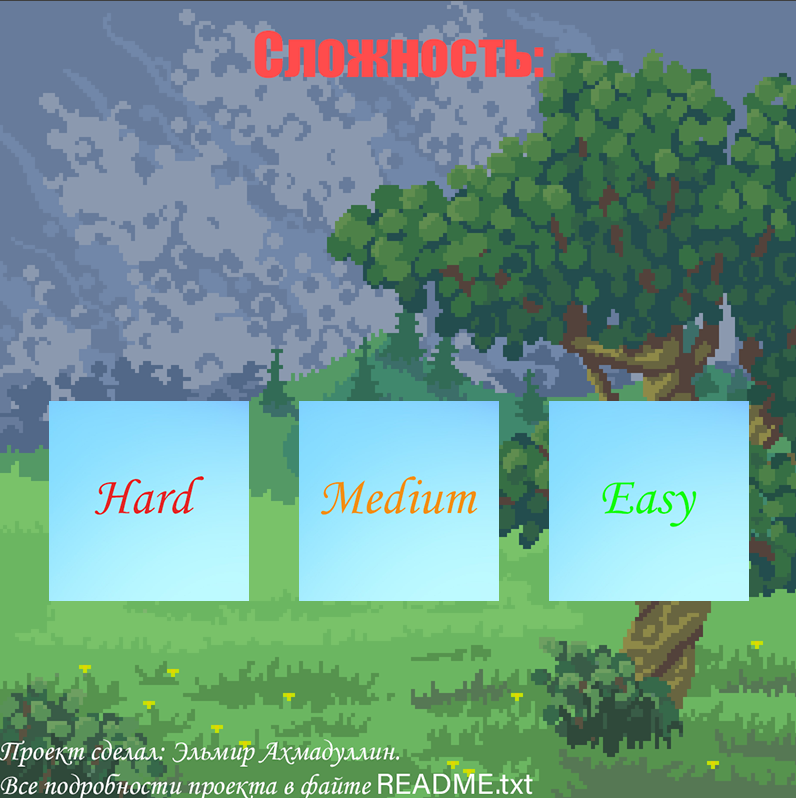 Сложность:
Hard
Medium
Easy
Проект сделал: Эльмир Ахмадуллин.
Все подробности проекта в файте README.txt